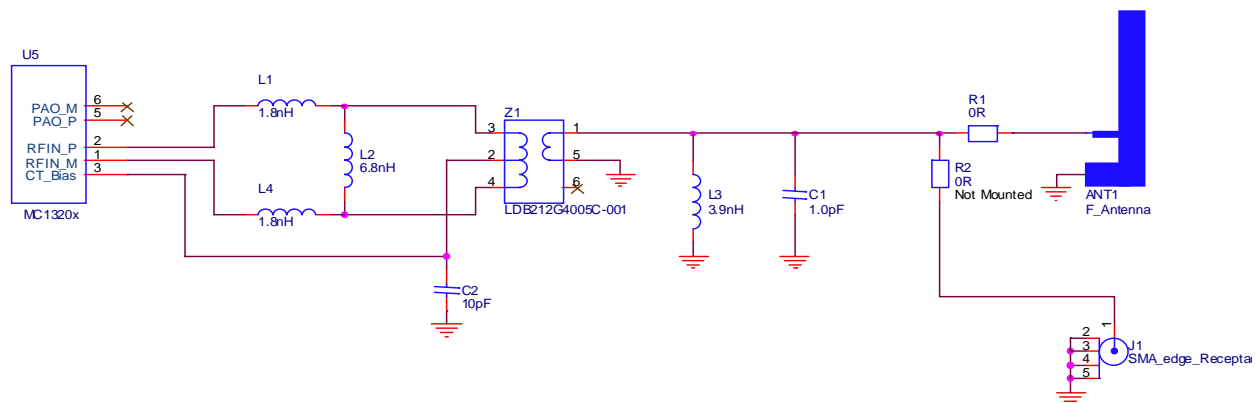 U5
PAO_M
6
PAO_P
5
RFIN_P
2
RFIN_M
1
CT_Bias
3
MC1320x
L1
1.8nH
L2
6.8nH
L4
1.8nH
C2
10pF
Z1
3
1
2
5
4
6
LDB212G4005C-001
L3
3.9nH
C1
1.0pF
R1
0R
R2
0R
Not Mounted
ANT1
F_Antenna
1
2
3
4
5
J1
SMA_edge_Recepta